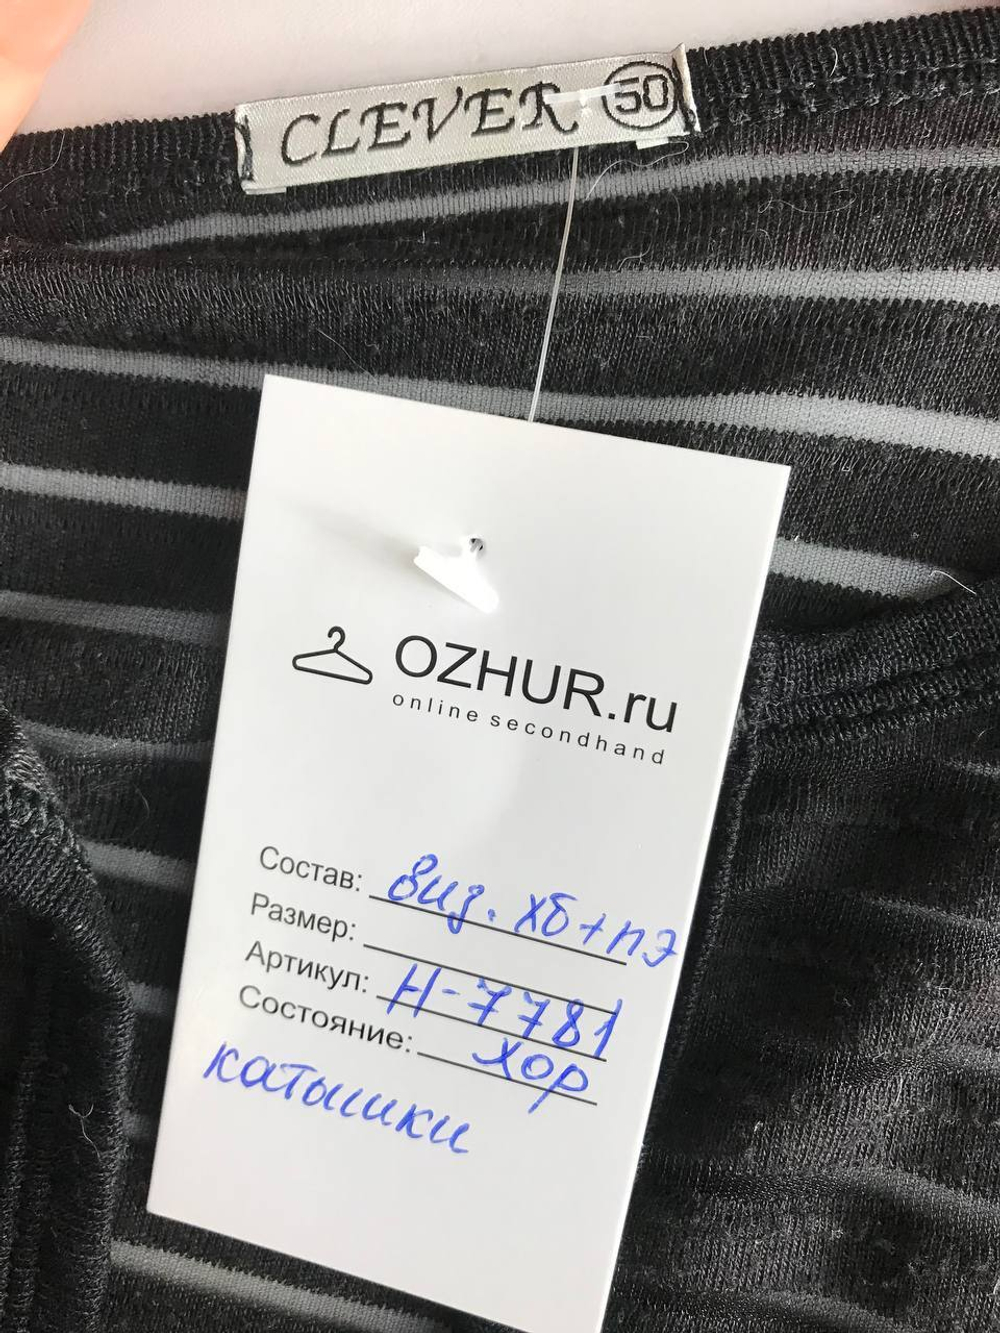 CLEVER 50
OZHUR.ru
online secondhand
Состав: виз. хб+пэ
Размер:
Артикул: Н-7781
Состояние: хор
катышки